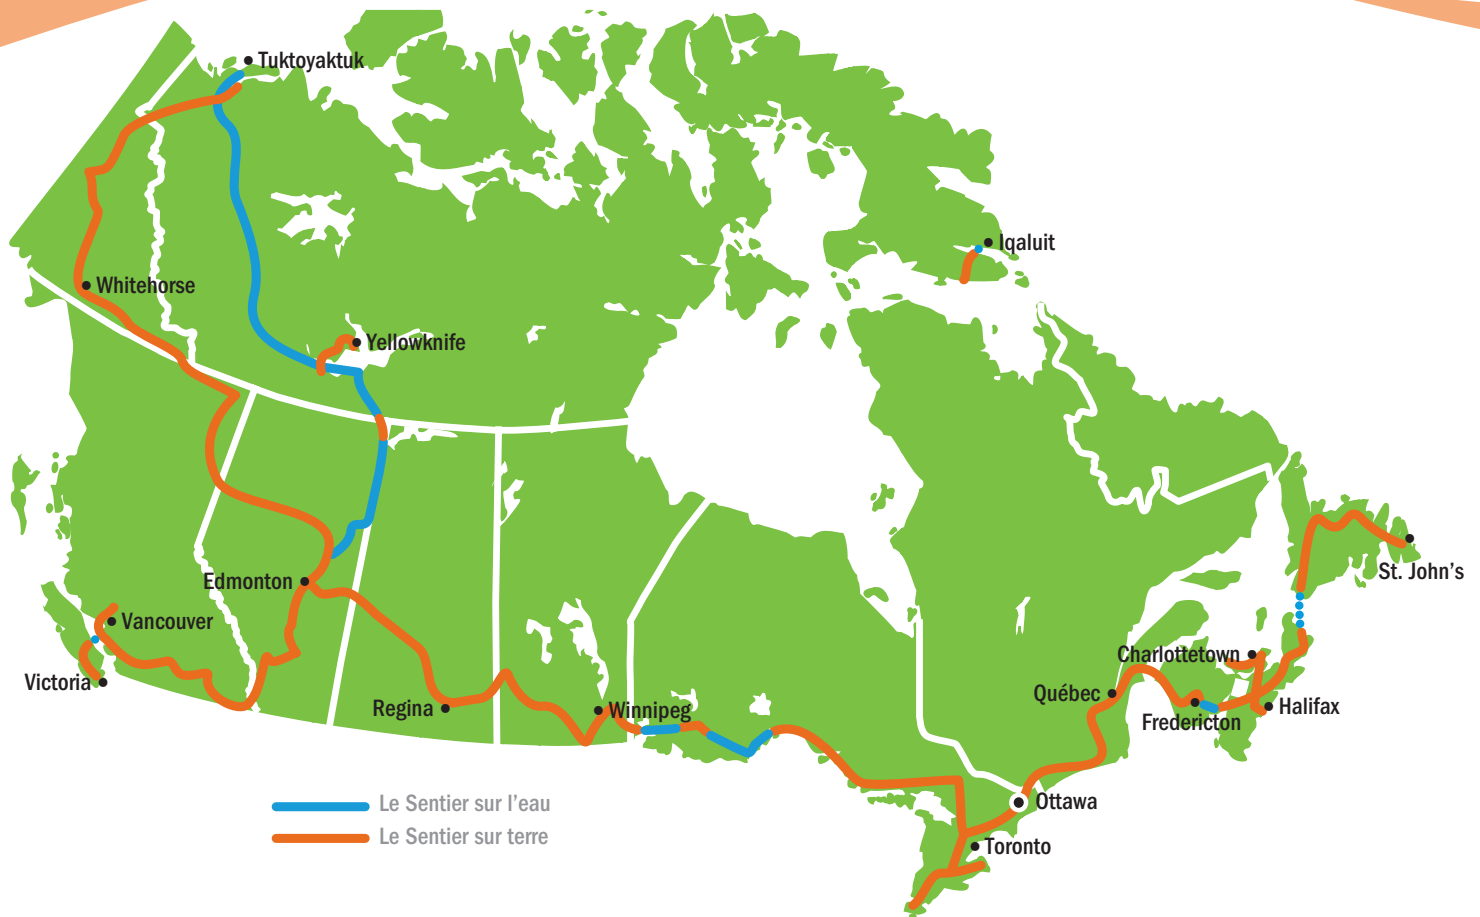 Tuktoyaktuk
Iqaluit
Whitehorse
Yellowknife
St. John's
Edmonton
Vancouver
Charlottetown
Victoria
Québec
Regina
Winnipeg
Halifax
Fredericton
Le Sentier sur l'eau
Ottawa
Le Sentier sur terre
Toronto